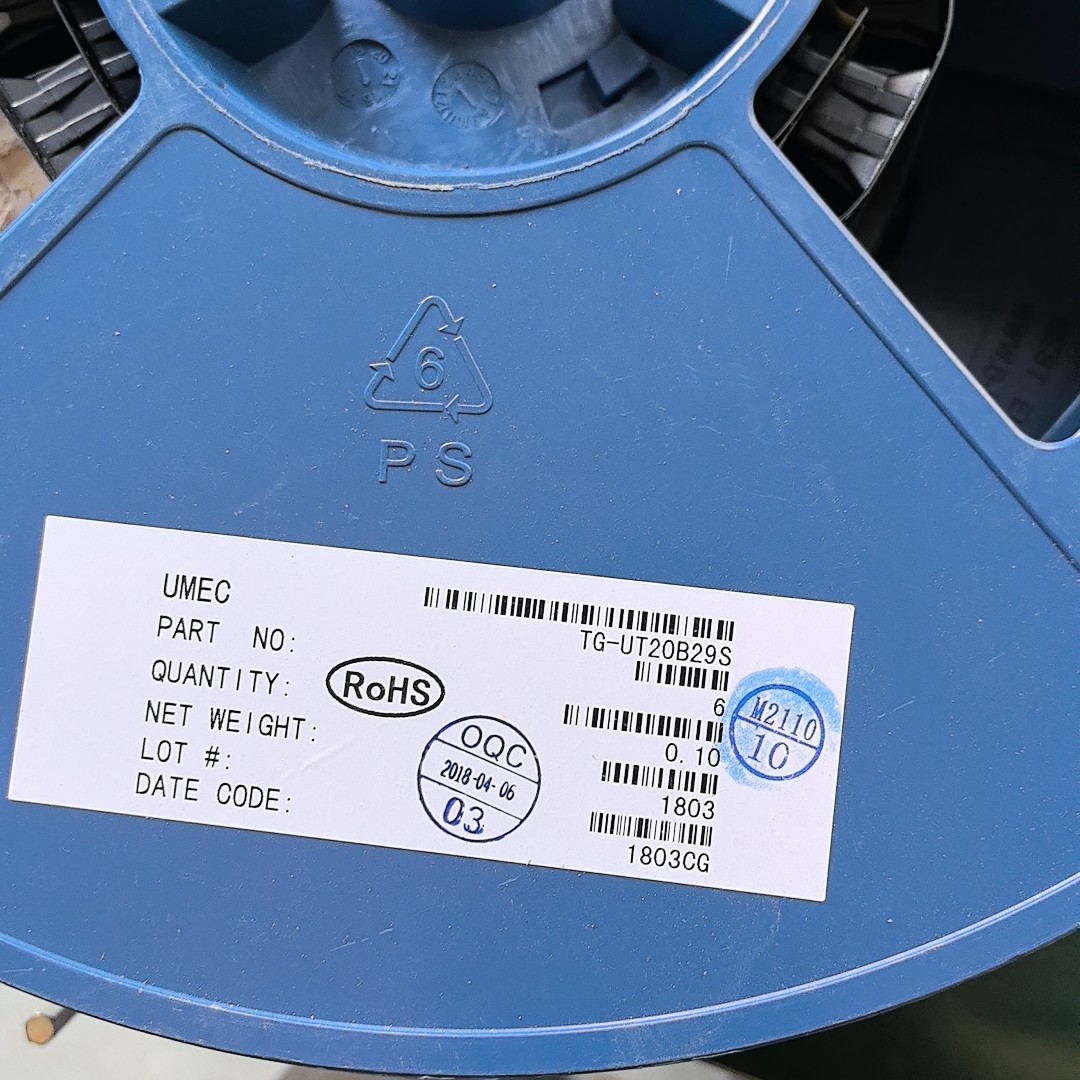 6
PS
UMEC
PART NO:
TG-UT20B29S
QUANTITY:
6
NET WEIGHT:
0.10
LOT #:
1803
DATE CODE:
1803CG
RoHS
OQC
2018-04-06
03
M2110
10